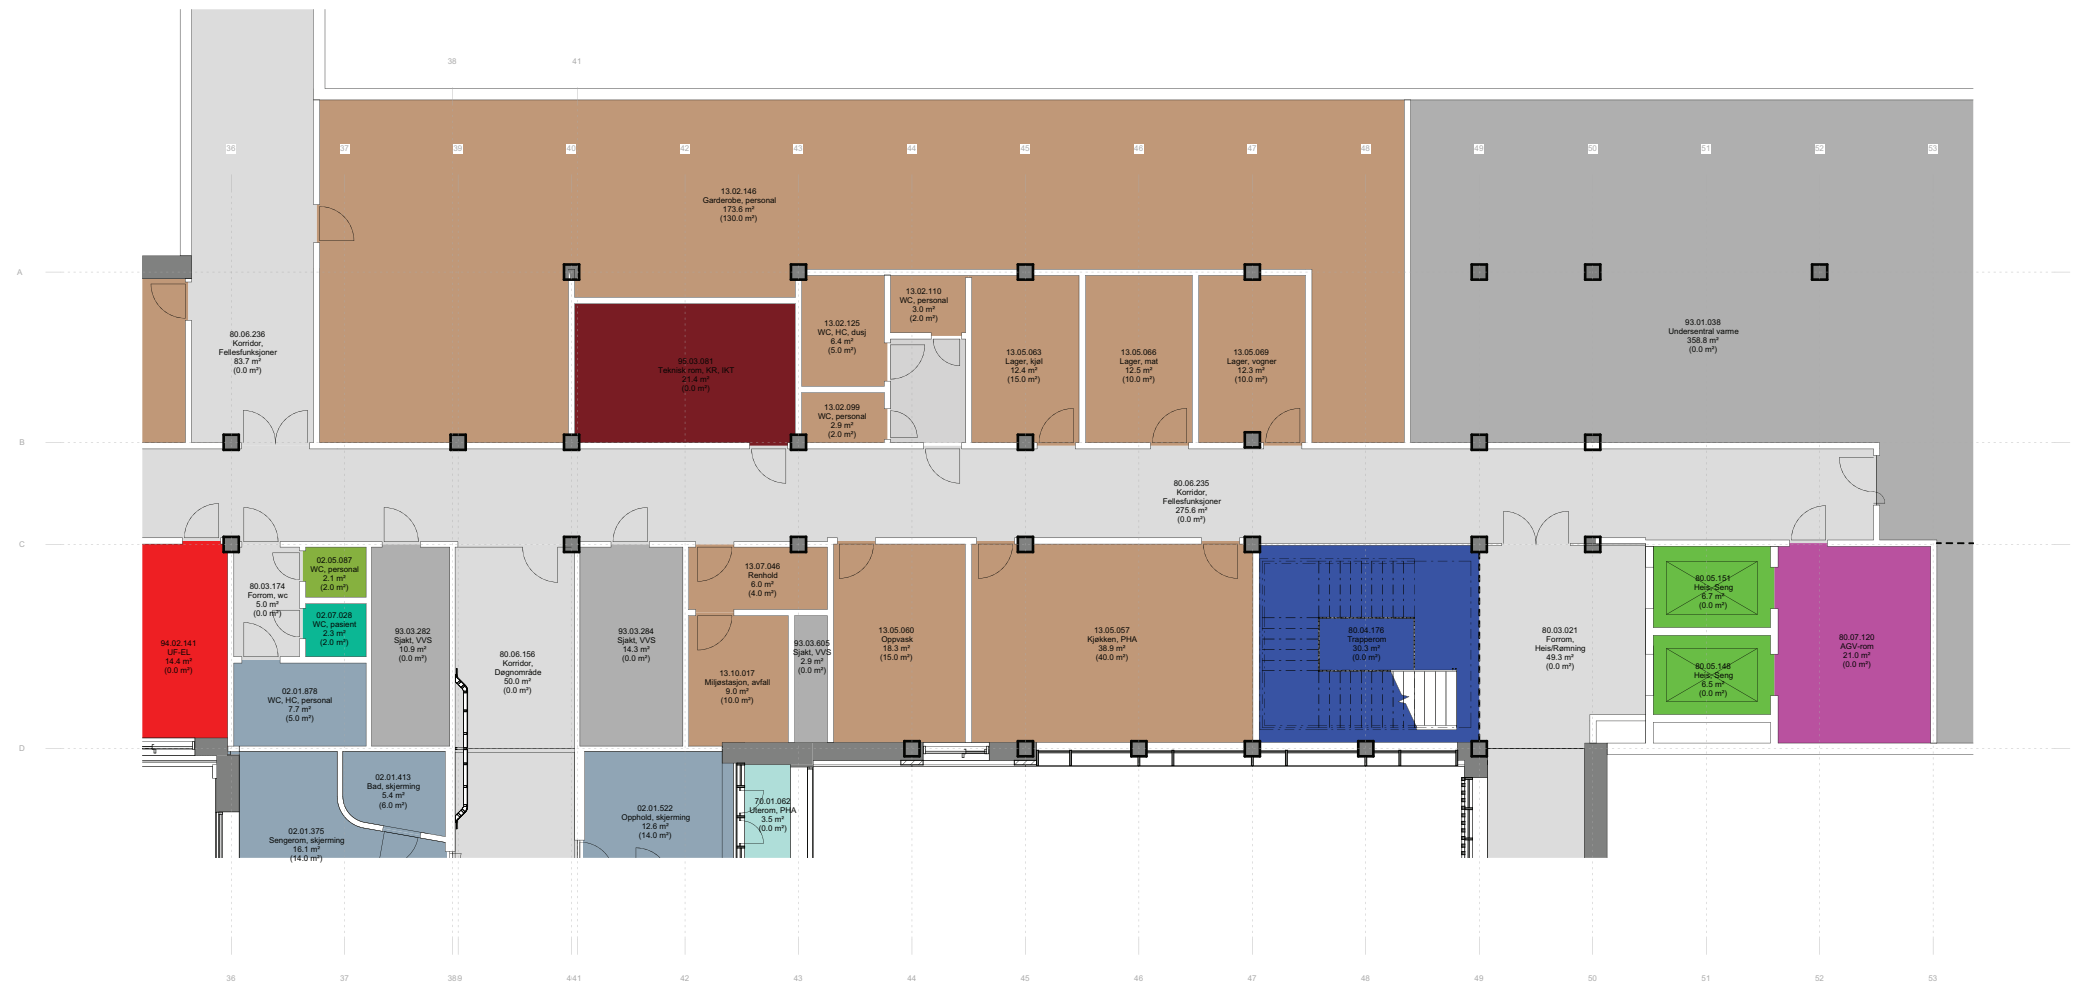 38
41
36
37
39
40
42
43
44
45
46
47
48
49
50
51
52
53
13.02.146
Garderobe, personal
173.6 m²
(130.0 m²)
A
13.02.110
WC, personal
3.0 m²
(2.0 m²)
13.02.125
WC, HC, dusj
6.4 m²
(5.0 m²)
93.01.038
Undersentral varme
358.8 m²
(0.0 m²)
80.06.236
Korridor,
Fellesfunksjoner
83.7 m²
(0.0 m²)
95.03.081
Teknisk rom, KR, IKT
21.4 m²
(0.0 m²)
13.05.063
Lager, kjøl
12.4 m²
(15.0 m²)
13.05.066
Lager, mat
12.5 m²
(10.0 m²)
13.05.069
Lager, vogner
12.3 m²
(10.0 m²)
13.02.099
WC, personal
2.9 m²
(2.0 m²)
B
80.06.235
Korridor,
Fellesfunksjoner
275.6 m²
(0.0 m²)
C
02.05.087
WC, personal
2.1 m²
(2.0 m²)
80.03.174
Forrom, wc
5.0 m²
(0.0 m²)
02.07.028
WC, pasient
2.3 m²
(2.0 m²)
13.07.046
Renhold
6.0 m²
(4.0 m²)
80.05.151
Heis, Seng
6.7 m²
(0.0 m²)
94.02.141
UF-EL
14.4 m²
(0.0 m²)
93.03.282
Sjakt, VVS
10.9 m²
(0.0 m²)
80.06.156
Korridor,
Døgnområde
50.0 m²
(0.0 m²)
93.03.284
Sjakt, VVS
14.3 m²
(0.0 m²)
93.03.605
Sjakt, VVS
2.9 m²
(0.0 m²)
13.05.060
Oppvask
18.3 m²
(15.0 m²)
13.05.057
Kjøkken, PHA
38.9 m²
(40.0 m²)
80.04.176
Trapperom
30.3 m²
(0.0 m²)
80.03.021
Forrom,
Heis/Rømning
49.3 m²
(0.0 m²)
80.07.120
AGV-rom
21.0 m²
(0.0 m²)
80.05.148
Heis, Seng
6.5 m²
(0.0 m²)
13.10.017
Miljøstasjon, avfall
9.0 m²
(10.0 m²)
02.01.878
WC, HC, personal
7.7 m²
(5.0 m²)
D
02.01.413
Bad, skjerming
5.4 m²
(6.0 m²)
02.01.375
Sengerom, skjerming
16.1 m²
(14.0 m²)
02.01.522
Opphold, skjerming
12.6 m²
(14.0 m²)
70.01.062
Uterom, PHA
3.5 m²
(0.0 m²)
36
37
42
43
44
45
46
47
48
49
50
51
52
53